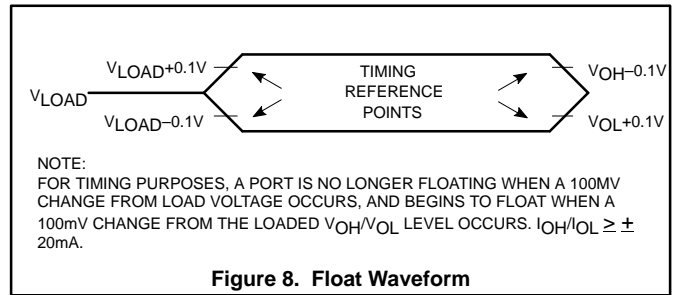 VLOAD
VLOAD+0.1V
VLOAD–0.1V
TIMING
REFERENCE
POINTS
VOH–0.1V
VOL+0.1V
NOTE:
FOR TIMING PURPOSES, A PORT IS NO LONGER FLOATING WHEN A 100MV
CHANGE FROM LOAD VOLTAGE OCCURS, AND BEGINS TO FLOAT WHEN A
100mV CHANGE FROM THE LOADED VOH/VOL LEVEL OCCURS. IOH/IOL ≥ ±
20mA.
Figure 8. Float Waveform